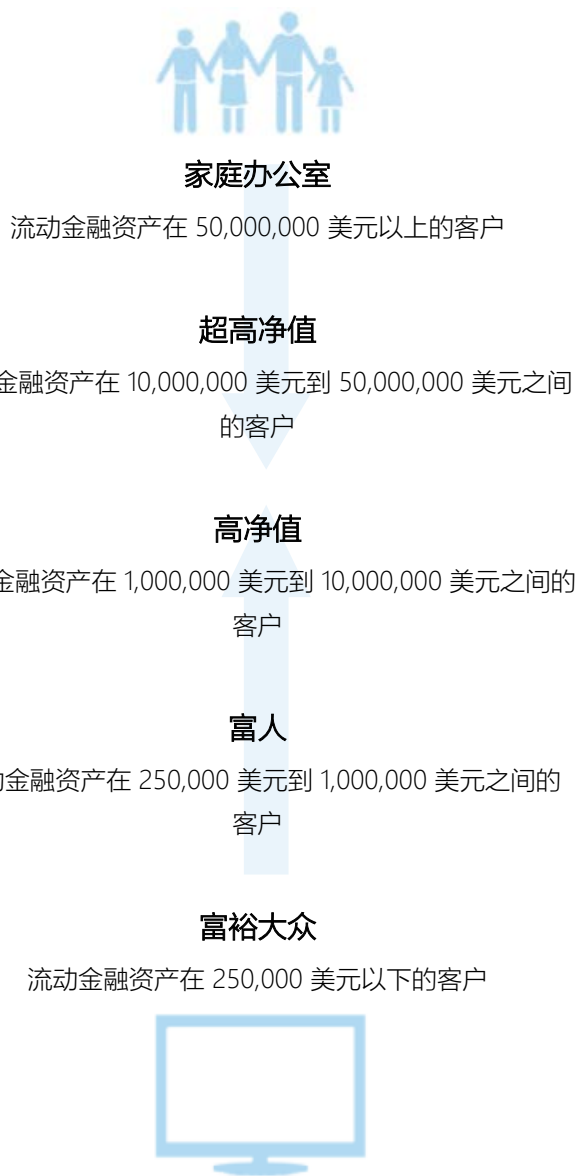 家庭办公室
流动金融资产在 50,000,000 美元以上的客户
超高净值
金融资产在 10,000,000 美元到 50,000,000 美元之间
的客户
高净值
金融资产在 1,000,000 美元到 10,000,000 美元之间的
客户
富人
金融资产在 250,000 美元到 1,000,000 美元之间的
客户
富裕大众
流动金融资产在 250,000 美元以下的客户